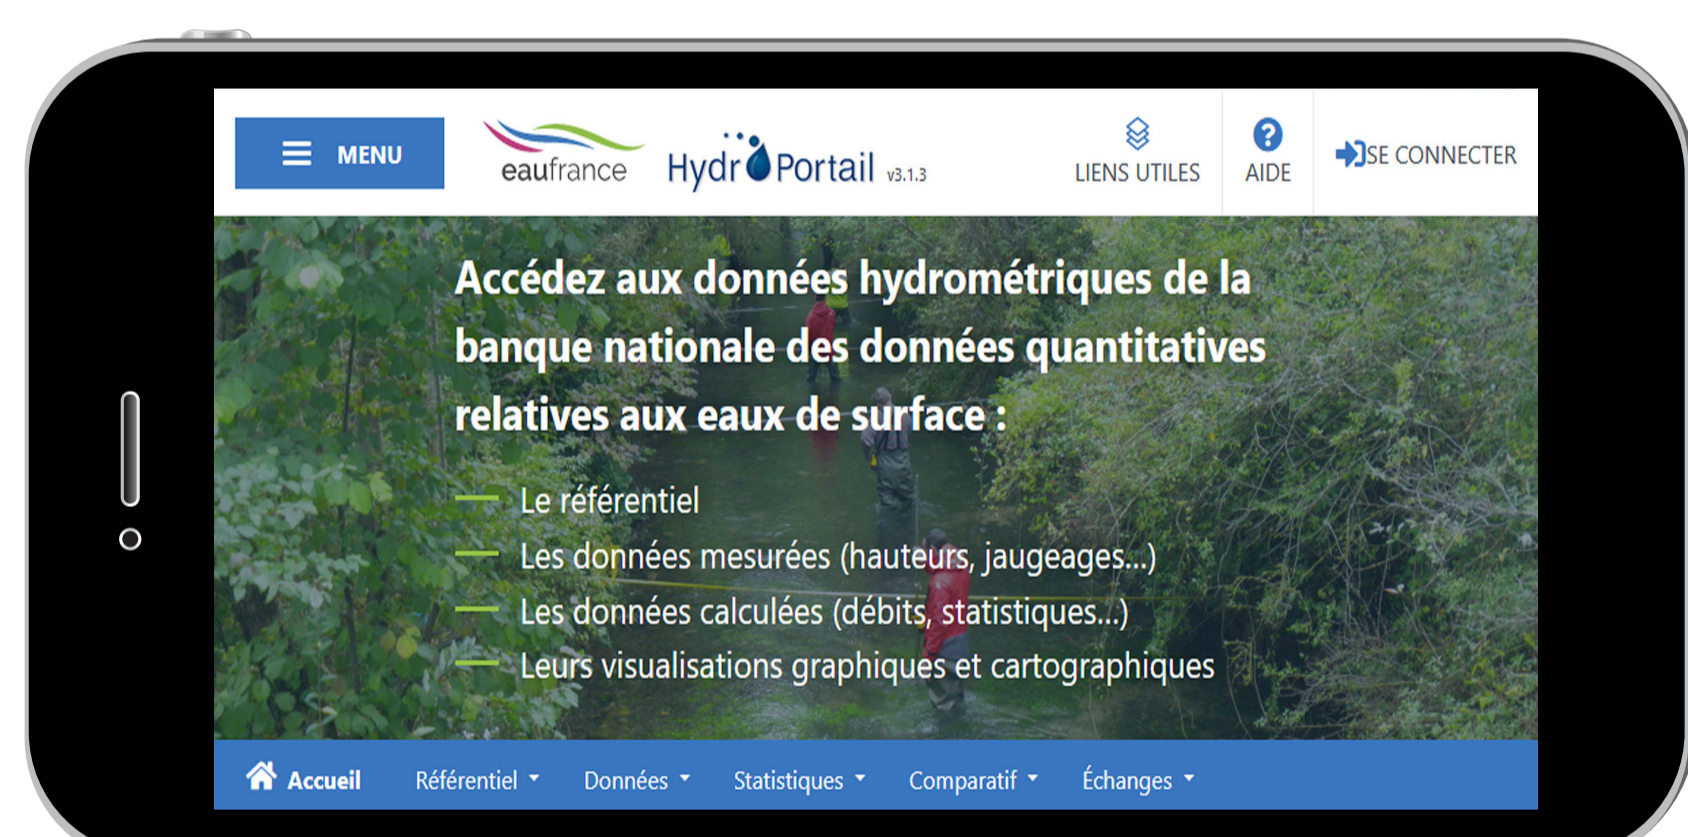 MENU
eaufrance
HydroPortail v3.1.3
LIENS UTILES
AIDE
SE CONNECTER
Accédez aux données hydrométriques de la
banque nationale des données quantitatives
relatives aux eaux de surface :
Le référentiel
Les données mesurées (hauteurs, jaugeages...)
Les données calculées (débits, statistiques...)
Leurs visualisations graphiques et cartographiques
Accueil Référentiel Données Statistiques Comparatif Échanges